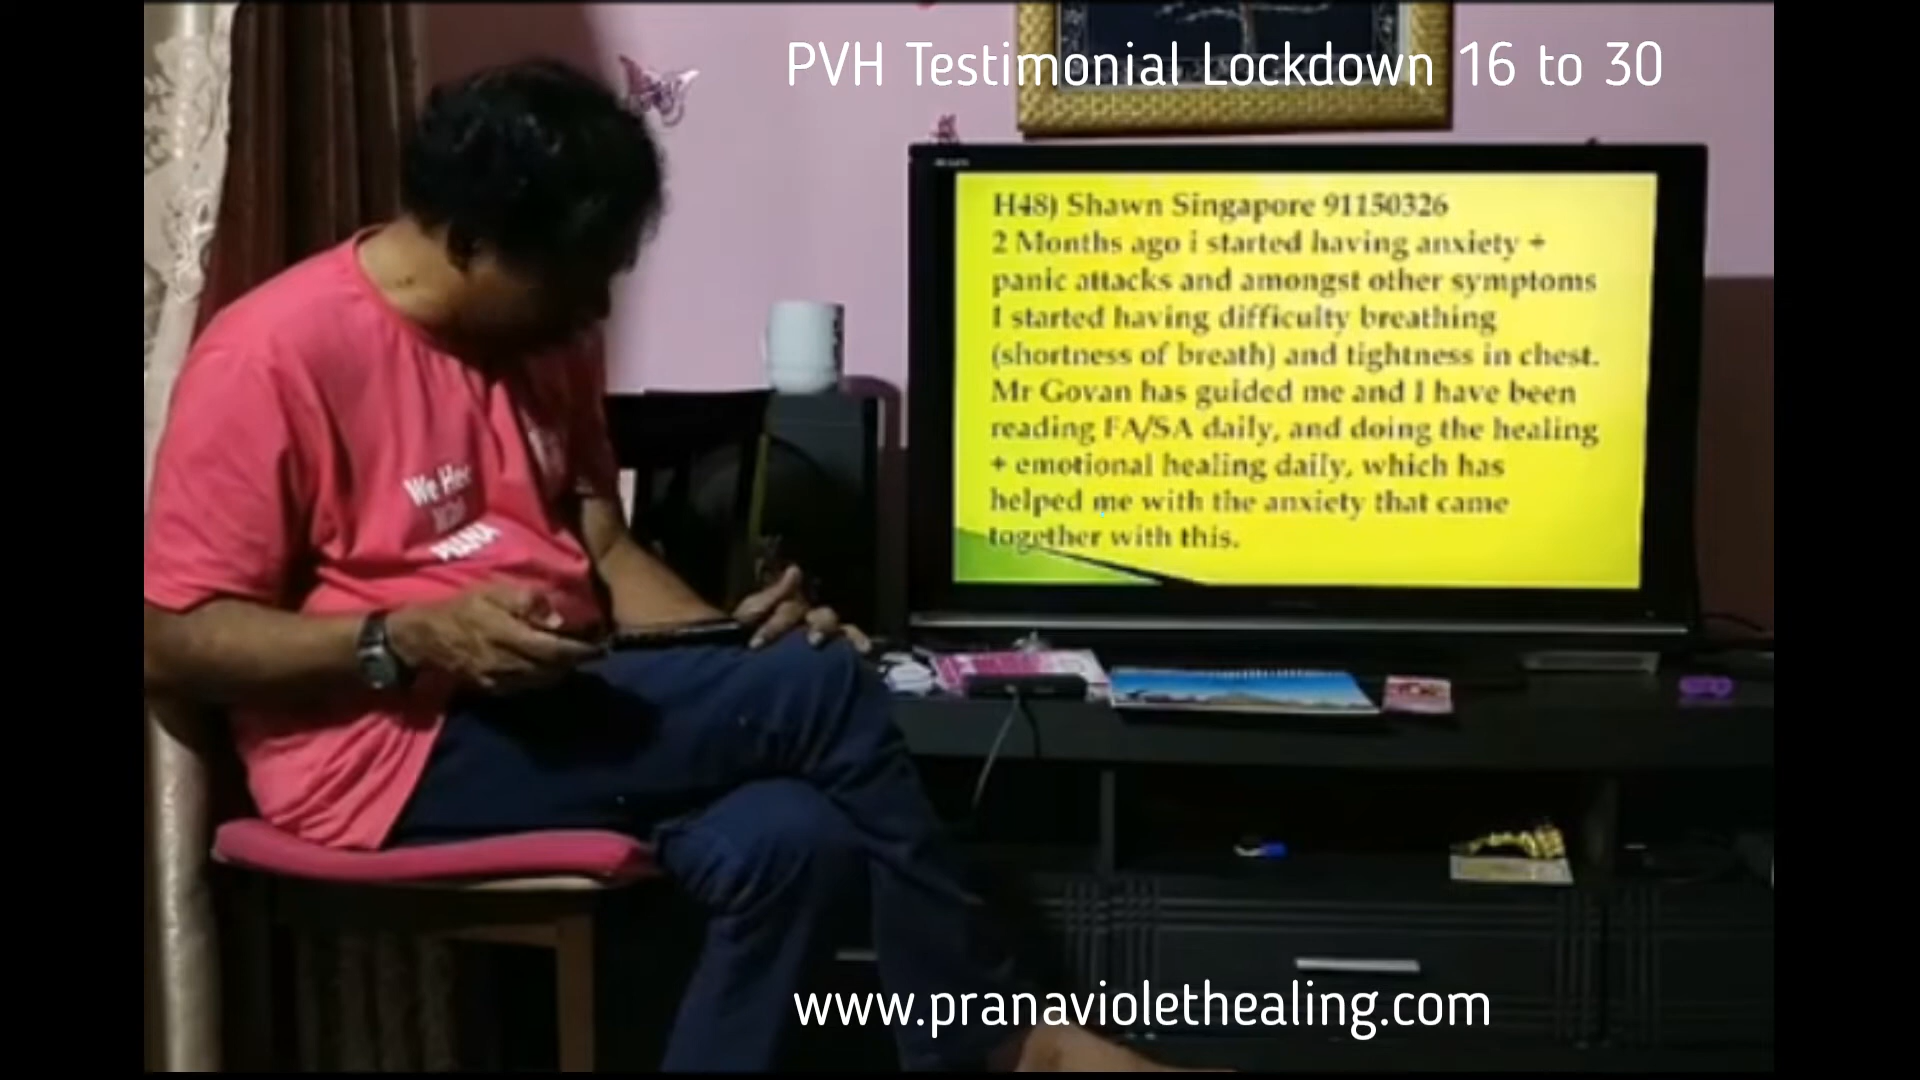 PVH Testimonial Lockdown 16 to 30
H48) Shawn Singapore 91150326
2 Months ago i started having anxiety +
panic attacks and amongst other symptoms
I started having difficulty breathing
(shortness of breath) and tightness in chest.
Mr Govan has guided me and I have been
reading FA/SA daily, and doing the healing
+ emotional healing daily, which has
helped me with the anxiety that came
together with this.
We
PRANA
www.pranaviolethealing.com